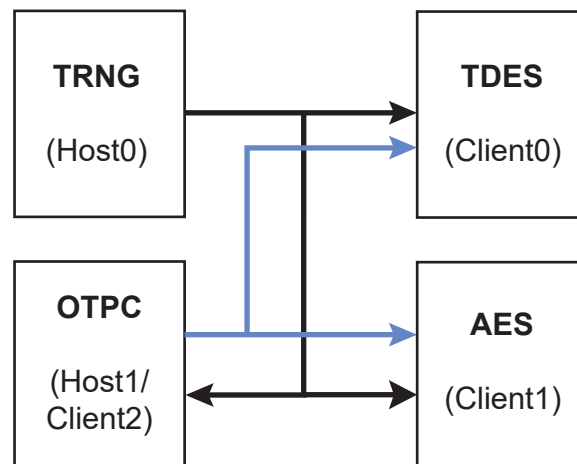 TRNG
(Host0)
TDES
(Client0)
OTPC
(Host1/
Client2)
AES
(Client1)